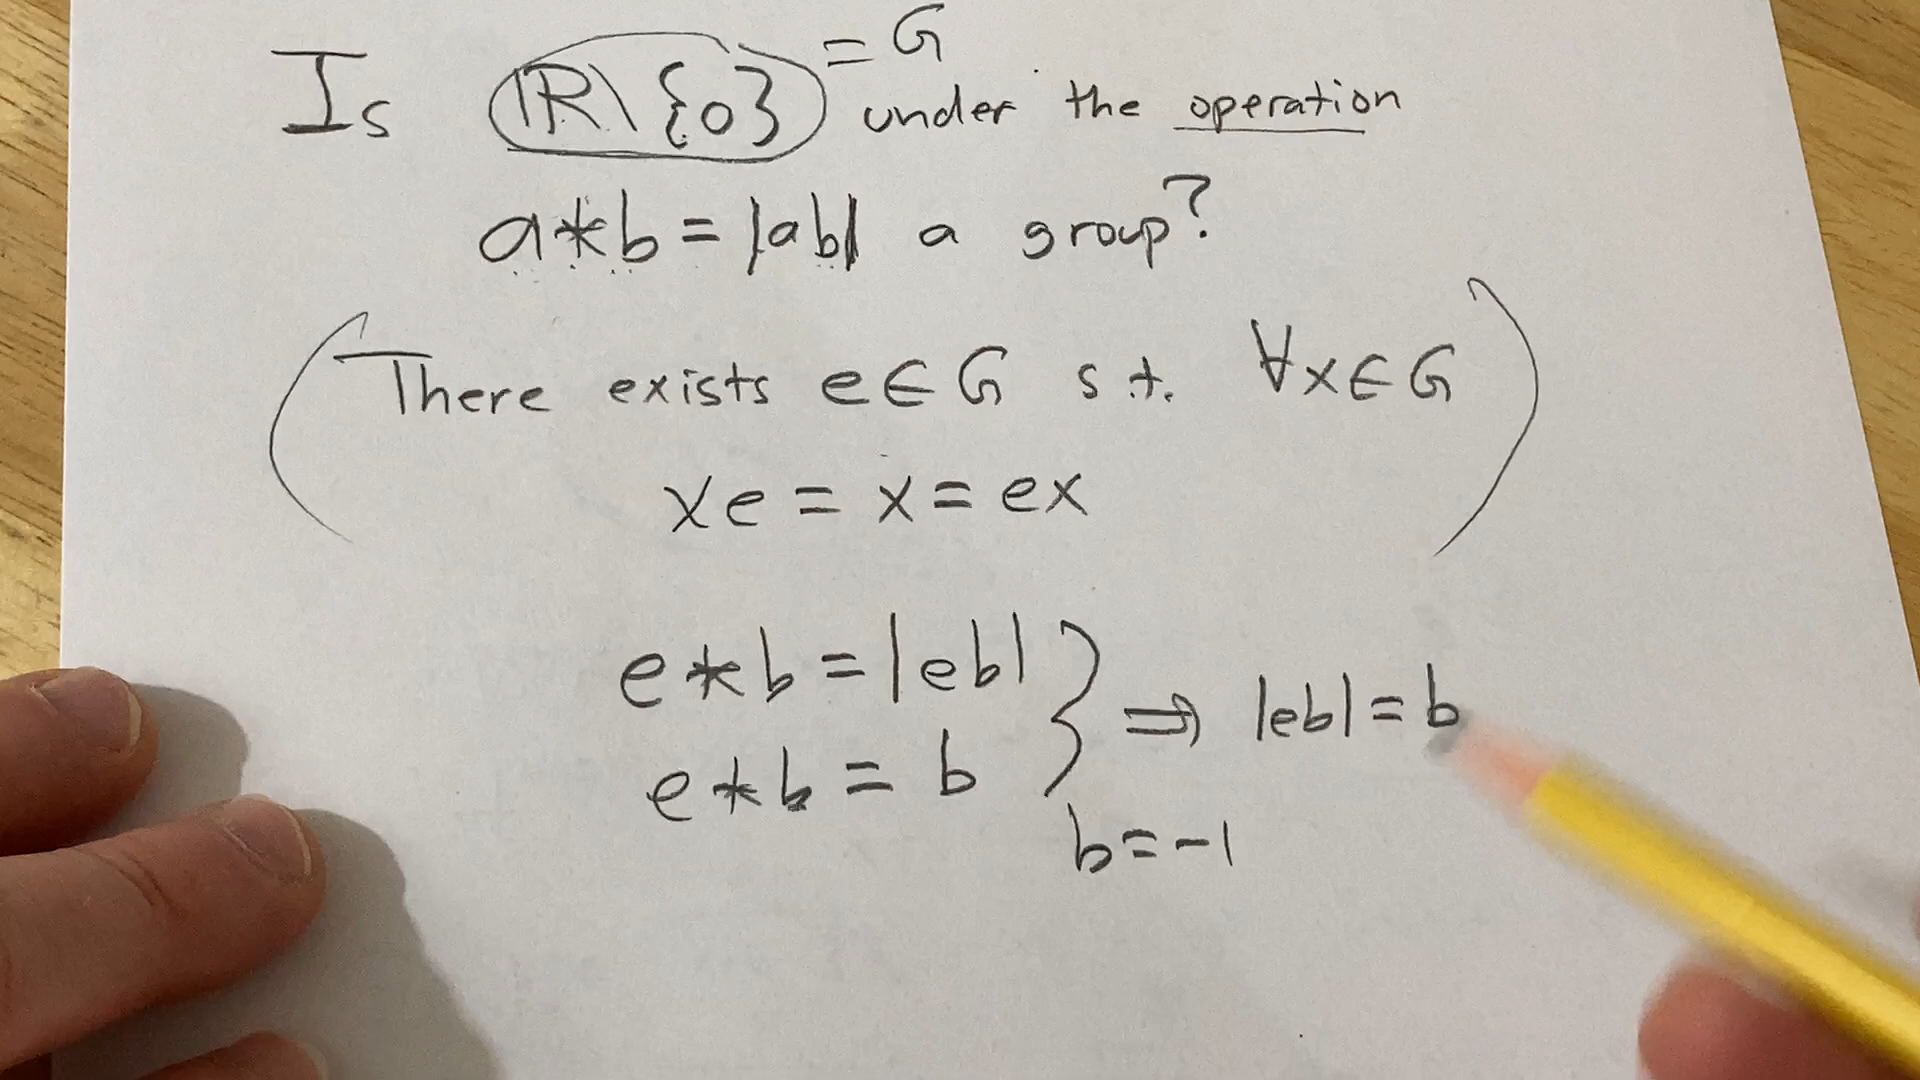 Is ℝ\{0} = G under the operation
a*b = |ab| a group?
(There exists e∈G s.t. ∀x∈G
xe = x = ex)
e*b = |eb|
e*b = b } ⇒ |eb| = b
b = -1